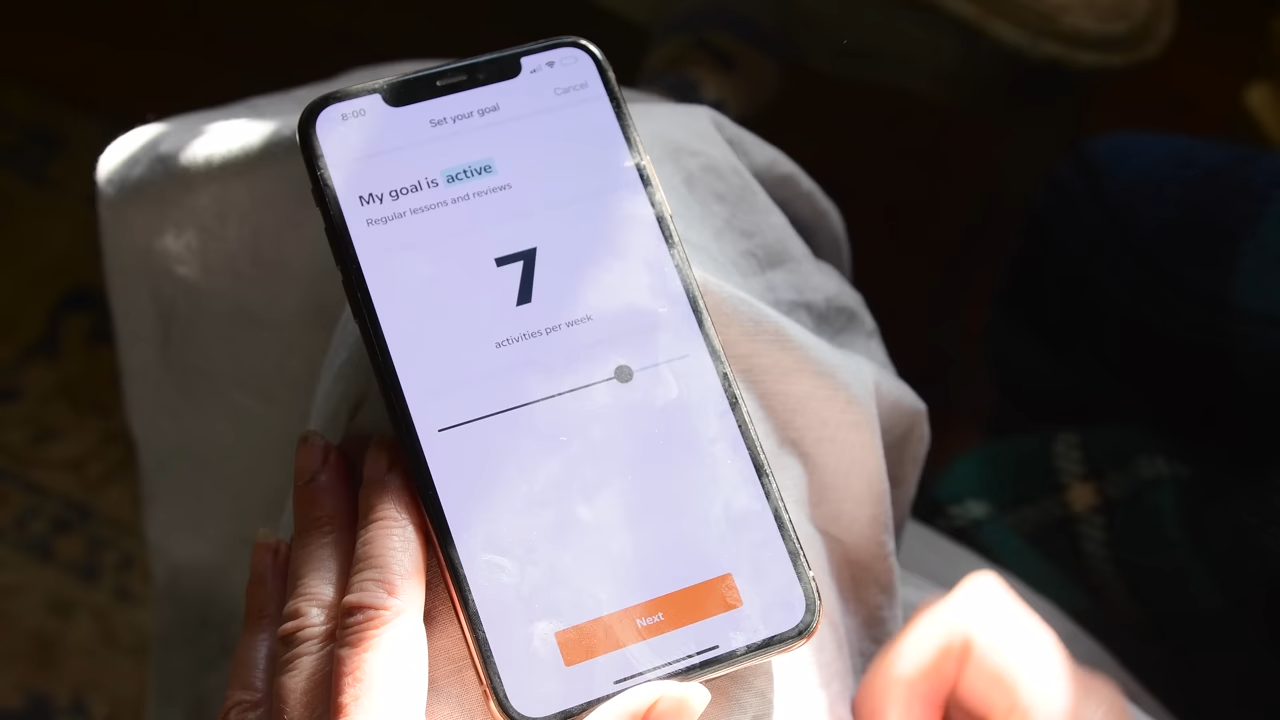 8:00
Set your goal
Cancel
My goal is active
Regular lessons and reviews
7
activities per week
Next